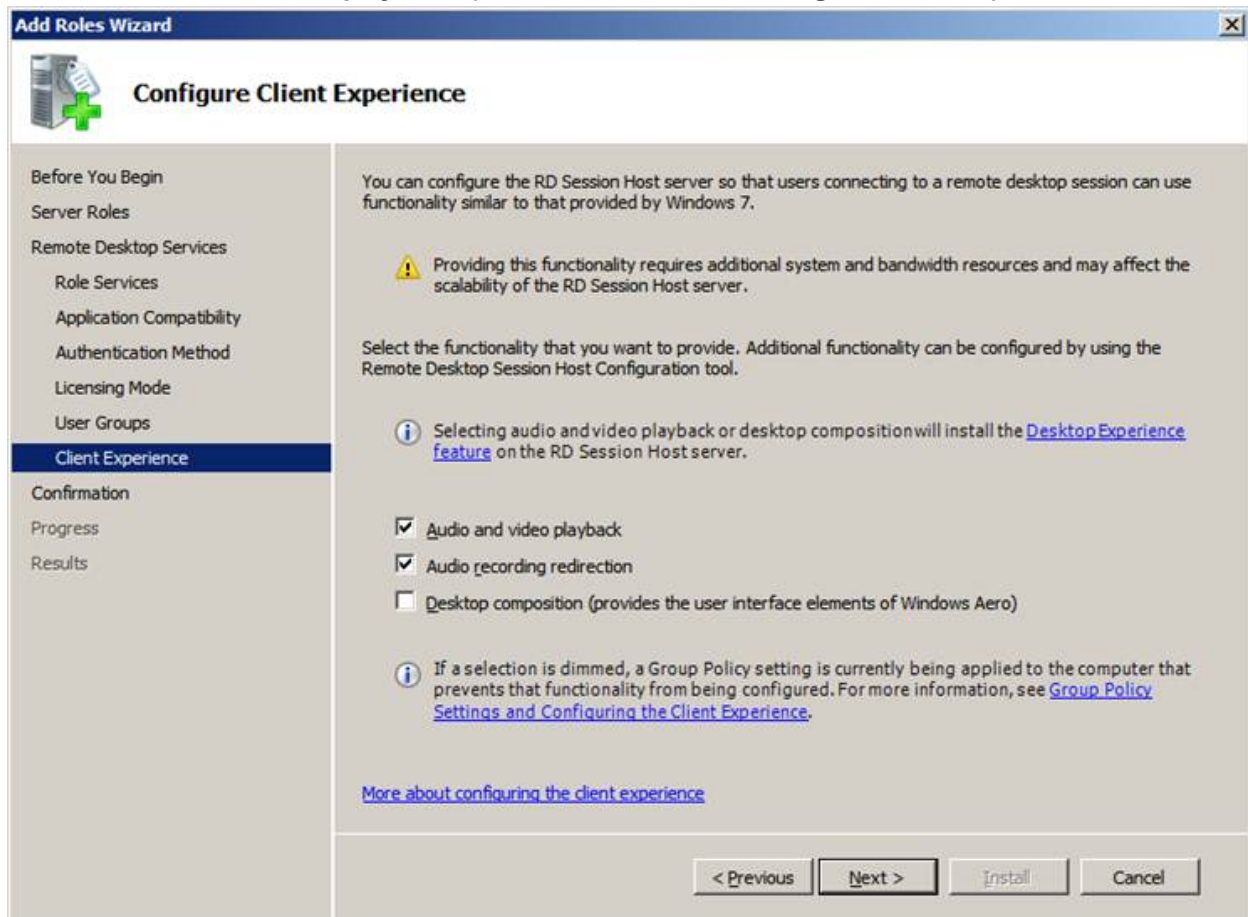 Add Roles Wizard
Configure Client Experience
Before You Begin
Server Roles
Remote Desktop Services
Role Services
Application Compatibility
Authentication Method
Licensing Mode
User Groups
Client Experience
Confirmation
Progress
Results
You can configure the RD Session Host server so that users connecting to a remote desktop session can use
functionality similar to that provided by Windows 7.
Providing this functionality requires additional system and bandwidth resources and may affect the
scalability of the RD Session Host server.
Select the functionality that you want to provide. Additional functionality can be configured by using the
Remote Desktop Session Host Configuration tool.
Selecting audio and video playback or desktop composition will install the Desktop Experience
feature on the RD Session Host server.
Audio and video playback
Audio recording redirection
Desktop composition (provides the user interface elements of Windows Aero)
If a selection is dimmed, a Group Policy setting is currently being applied to the computer that
prevents that functionality from being configured. For more information, see Group Policy
Settings and Configuring the Client Experience.
More about configuring the client experience
< Previous
Next >
Install
Cancel